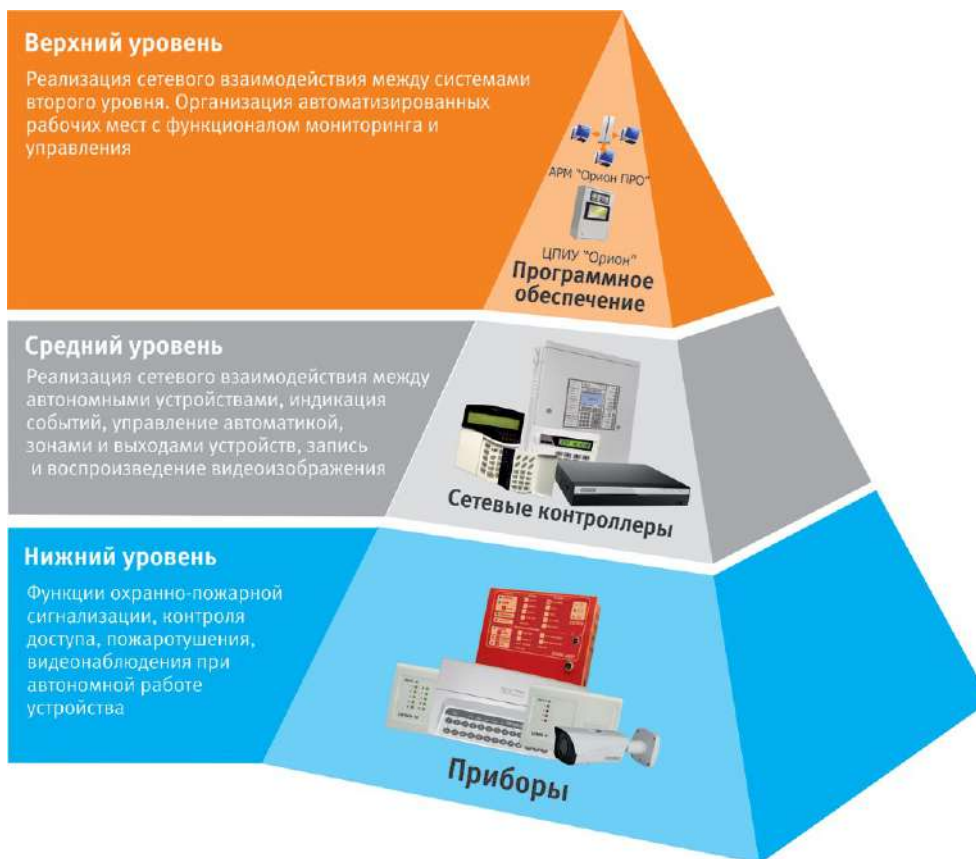 Верхний уровень
Реализация сетевого взаимодействия между системами
второго уровня. Организация автоматизированных
рабочих мест с функционалом мониторинга и
управления
АРМ "Орион ПРО"
ЦПИУ "Орион"
Программное
обеспечение
Средний уровень
Реализация сетевого взаимодействия между
автономными устройствами, индикация
событий, управление автоматикой,
зонами и выходами устройств, запись
и воспроизведение видеоизображения
Сетевые контроллеры
Нижний уровень
Функции охранно-пожарной
сигнализации, контроля
доступа, пожаротушения,
видеонаблюдения при
автономной работе
устройства
Приборы